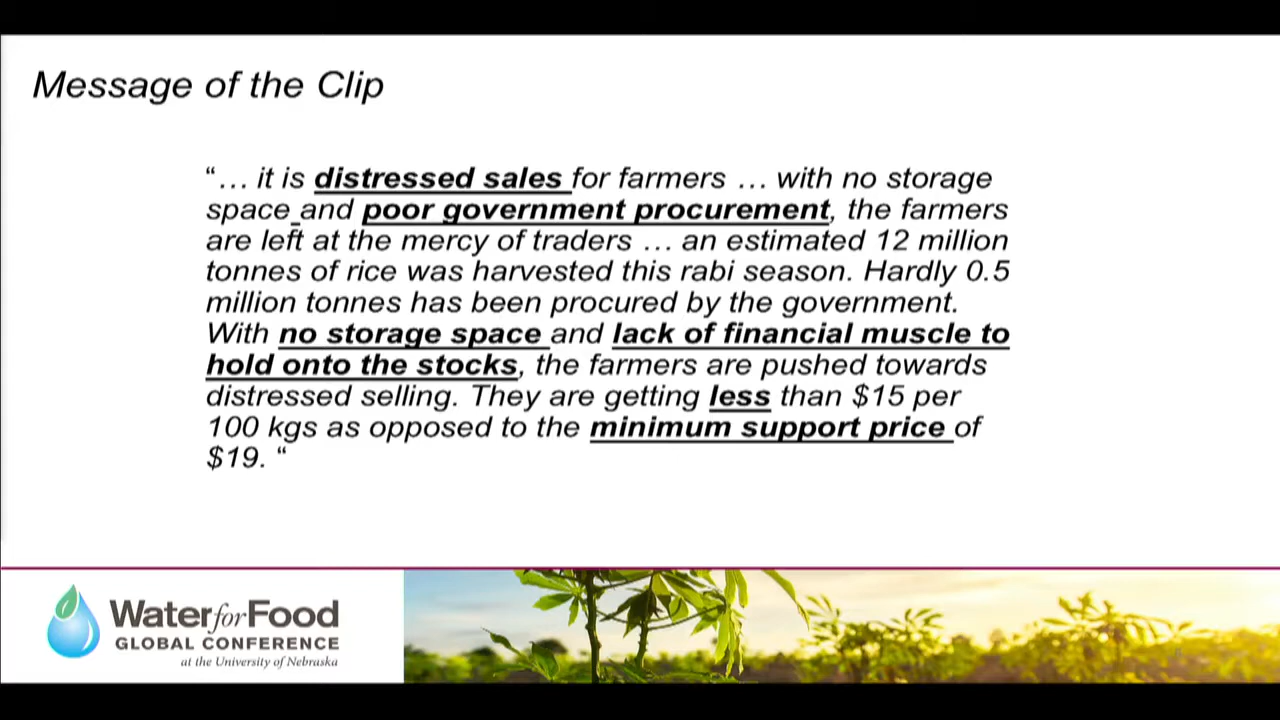 Message of the Clip
“… it is distressed sales for farmers … with no storage
space and poor government procurement, the farmers
are left at the mercy of traders … an estimated 12 million
tonnes of rice was harvested this rabi season. Hardly 0.5
million tonnes has been procured by the government.
With no storage space and lack of financial muscle to
hold onto the stocks, the farmers are pushed towards
distressed selling. They are getting less than $15 per
100 kgs as opposed to the minimum support price of
$19. “
Water for Food
GLOBAL CONFERENCE
at the University of Nebraska